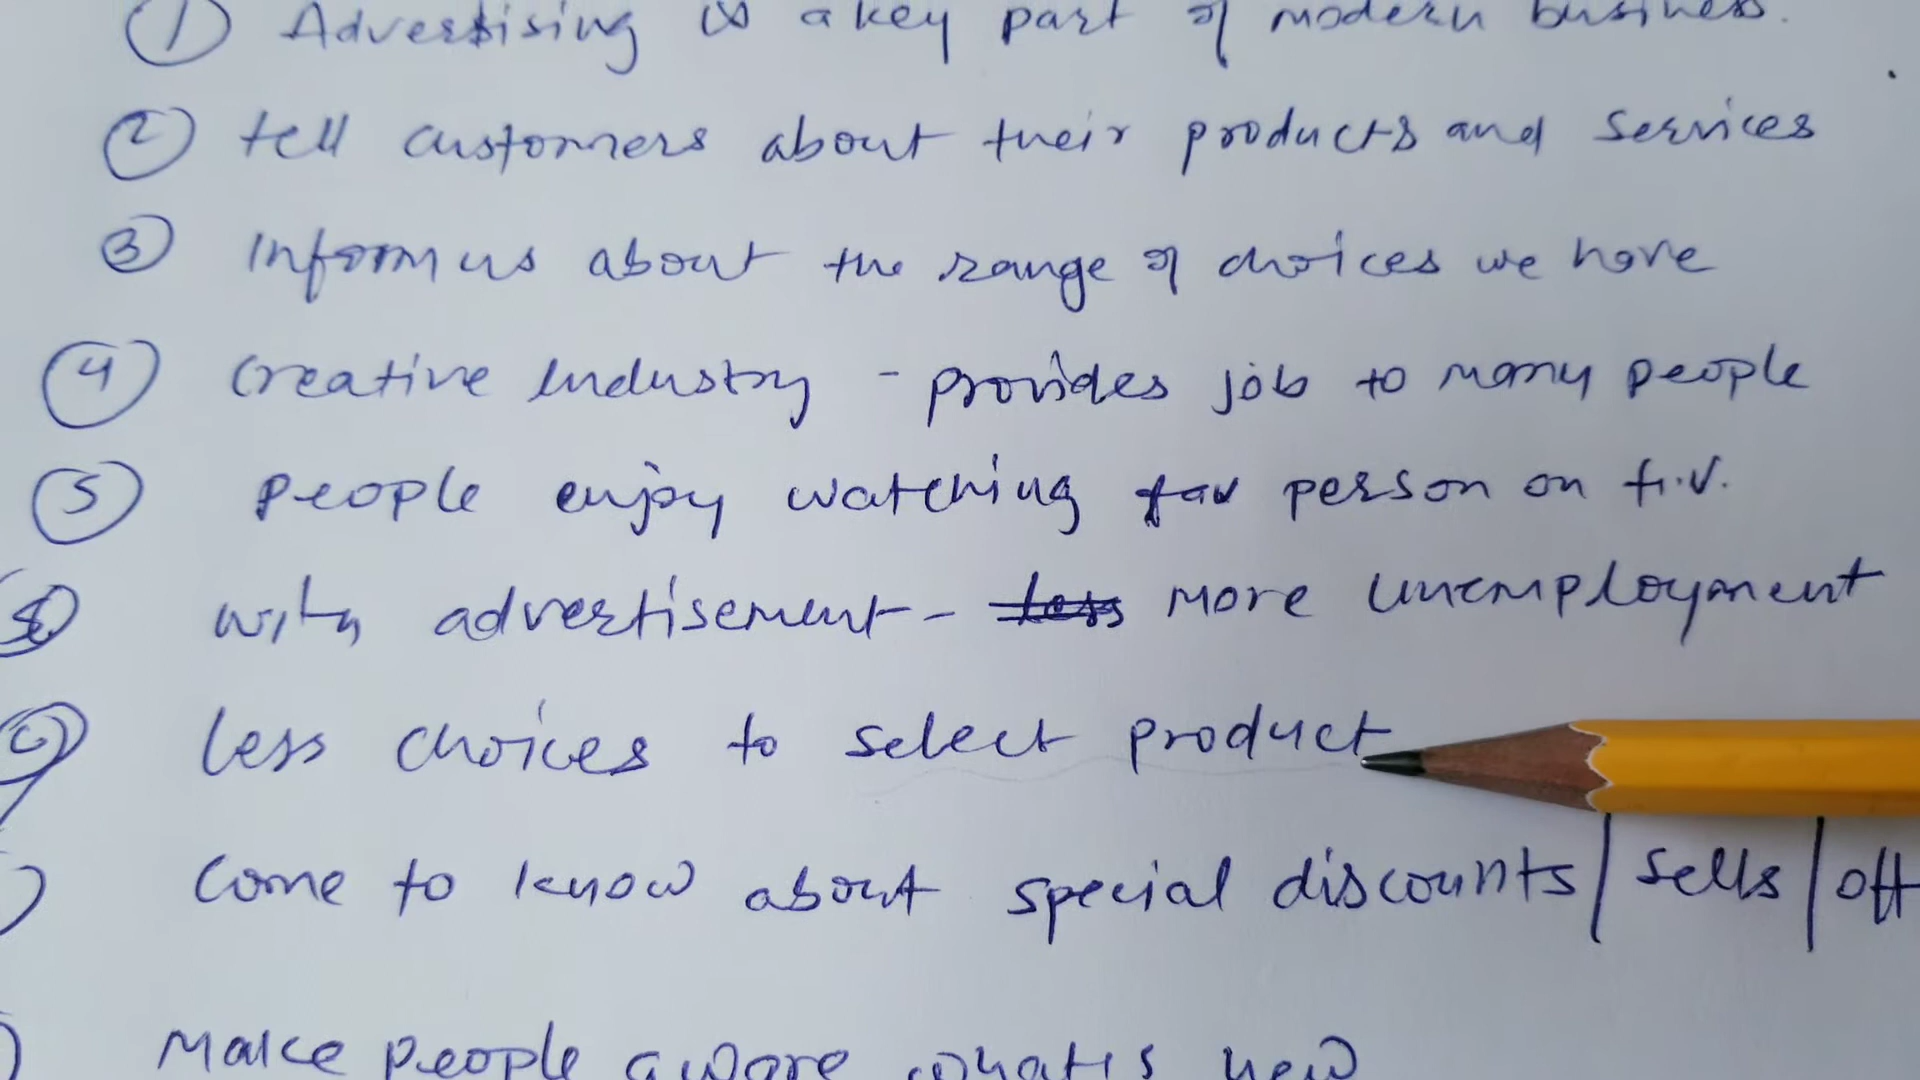 ① Advertising is a key part of modern business.
② tell customers about their products and services
③ Inform us about the range of choices we have
④ Creative Industry - provides job to many people
⑤ People enjoy watching fav person on t.v.
with advertisement - less more unemployment
less choices to select product
Come to know about special discounts/sells/off
Make people aware what is new